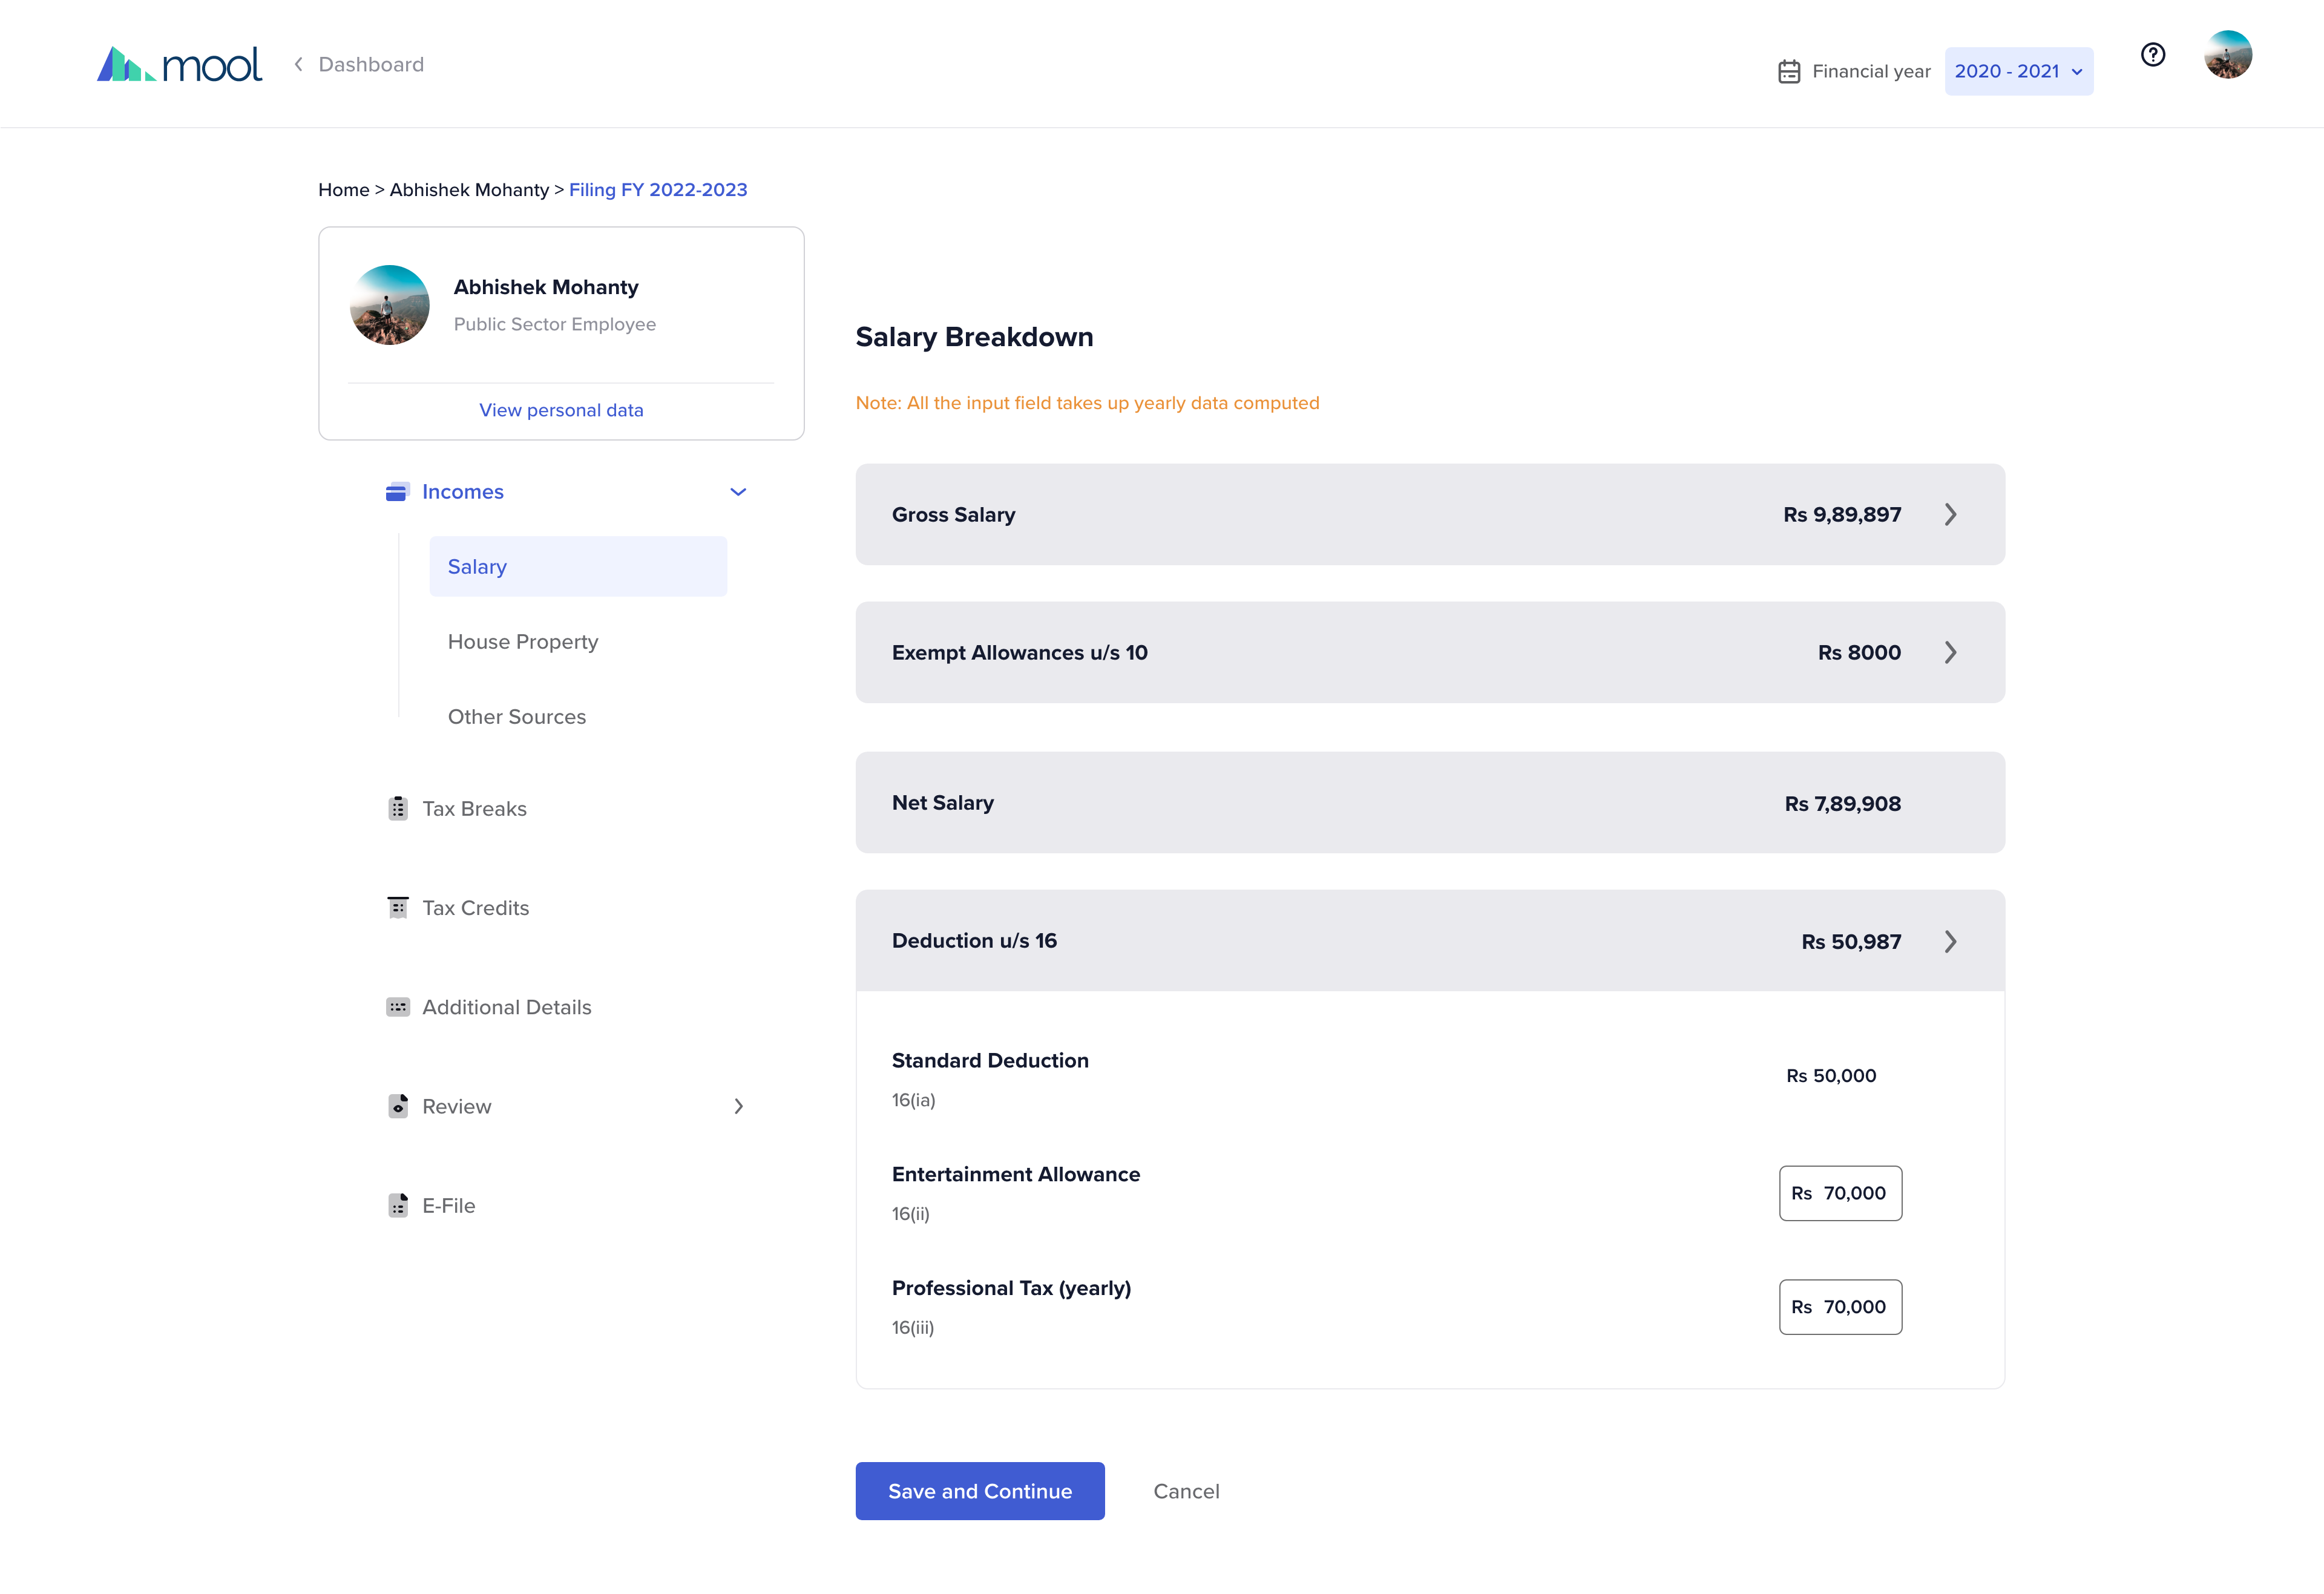 mool
Dashboard
Financial year
2020 - 2021
Home > Abhishek Mohanty > Filing FY 2022-2023
Abhishek Mohanty
Public Sector Employee
View personal data
Incomes
Salary
House Property
Other Sources
Tax Breaks
Tax Credits
Additional Details
Review
E-File
Salary Breakdown
Note: All the input field takes up yearly data computed
Gross Salary Rs 9,89,897
Exempt Allowances u/s 10 Rs 8000
Net Salary Rs 7,89,908
Deduction u/s 16 Rs 50,987
Standard Deduction
16(ia)
Rs 50,000
Entertainment Allowance
16(ii)
Rs 70,000
Professional Tax (yearly)
16(iii)
Rs 70,000
Save and Continue
Cancel